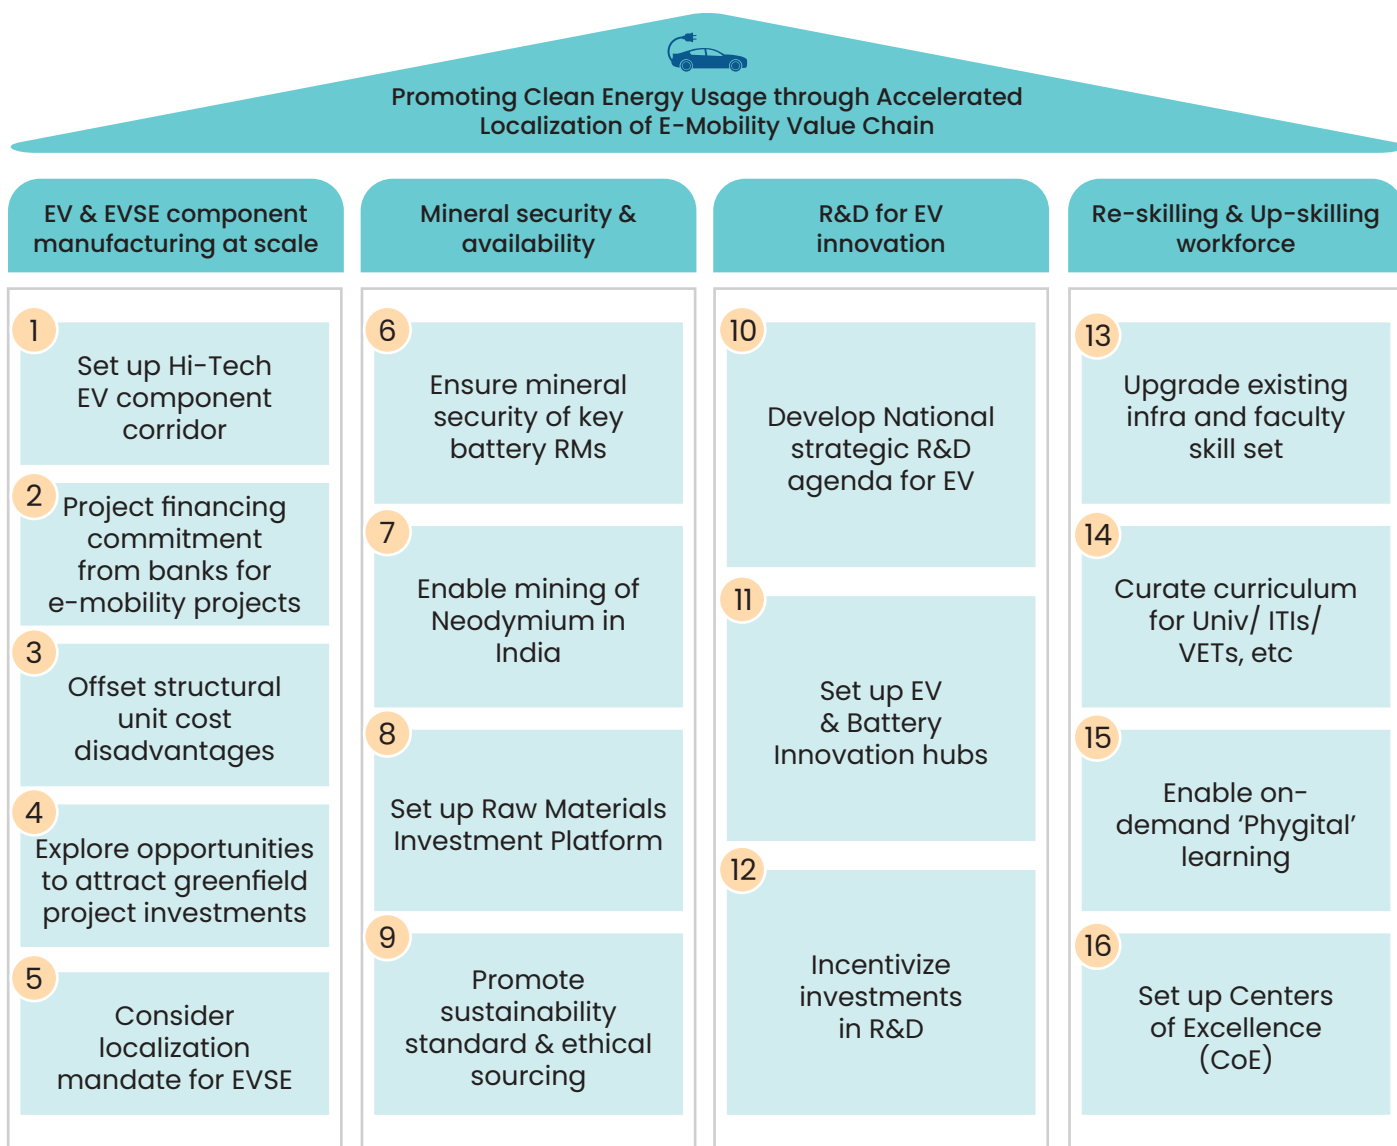 Promoting Clean Energy Usage through Accelerated
Localization of E-Mobility Value Chain
EV & EVSE component
manufacturing at scale
1
Set up Hi-Tech
EV component
corridor
2
Project financing
commitment
from banks for
e-mobility projects
3
Offset structural
unit cost
disadvantages
4
Explore opportunities
to attract greenfield
project investments
5
Consider
localization
mandate for EVSE
Mineral security &
availability
6
Ensure mineral
security of key
battery RMs
7
Enable mining of
Neodymium in
India
8
Set up Raw Materials
Investment Platform
9
Promote
sustainability
standard & ethical
sourcing
R&D for EV
innovation
10
Develop National
strategic R&D
agenda for EV
11
Set up EV
& Battery
Innovation hubs
12
Incentivize
investments
in R&D
Re-skilling & Up-skilling
workforce
13
Upgrade existing
infra and faculty
skill set
14
Curate curriculum
for Univ/ ITIs/
VETs, etc
15
Enable on-
demand ‘Phygital’
learning
16
Set up Centers
of Excellence
(CoE)